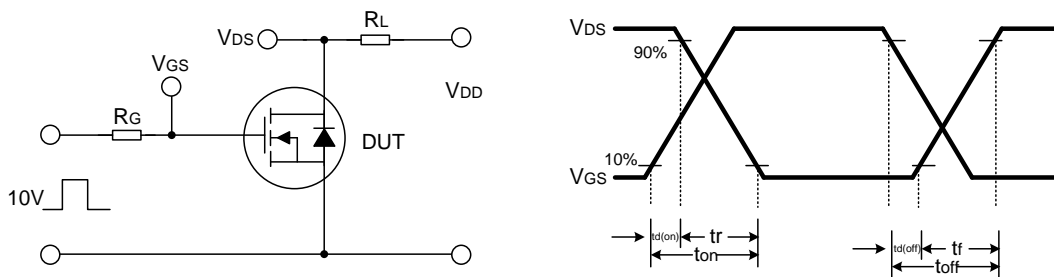 VDS
RL
VGS
RG
VDD
DUT
10V
VDS
90%
10%
VGS
td(on)
tr
ton
td(off)
tf
toff